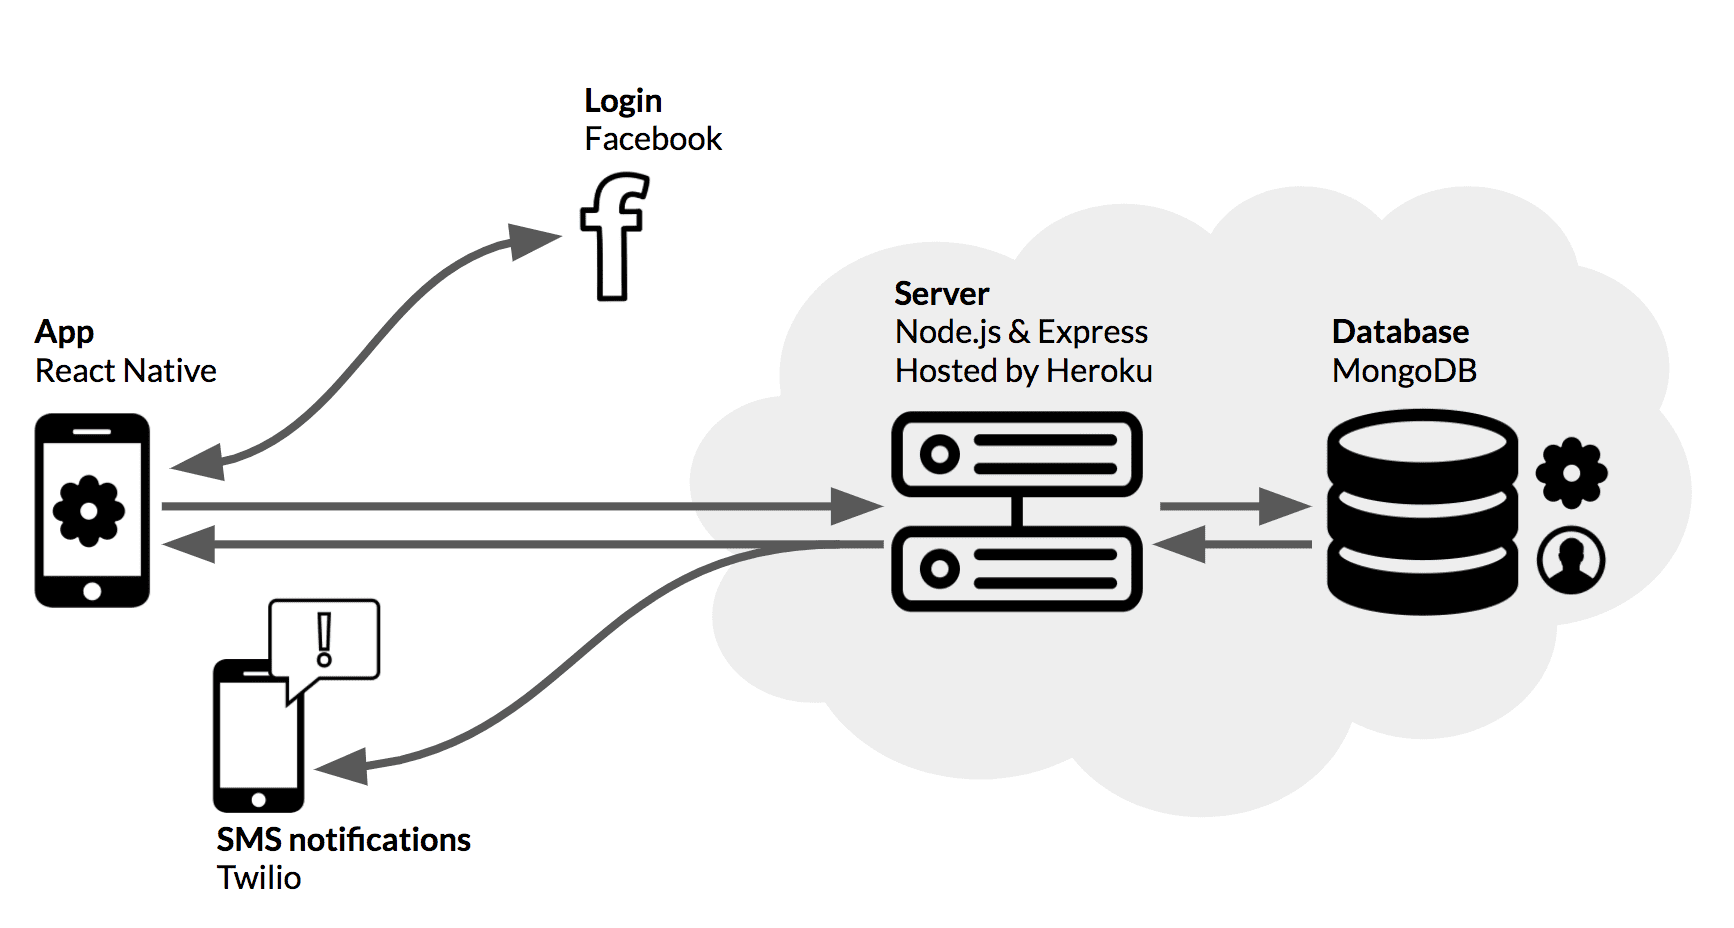 Login
Facebook
App
React Native
Server
Node.js & Express
Hosted by Heroku
Database
MongoDB
SMS notifications
Twilio